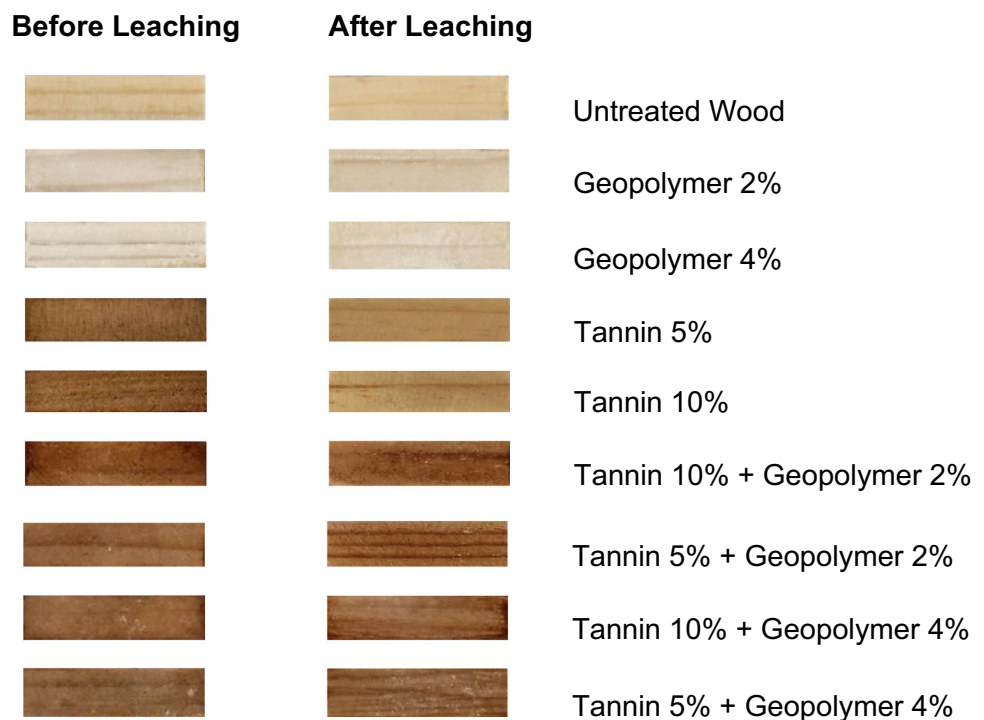 Before Leaching
After Leaching
Untreated Wood
Geopolymer 2%
Geopolymer 4%
Tannin 5%
Tannin 10%
Tannin 10% + Geopolymer 2%
Tannin 5% + Geopolymer 2%
Tannin 10% + Geopolymer 4%
Tannin 5% + Geopolymer 4%